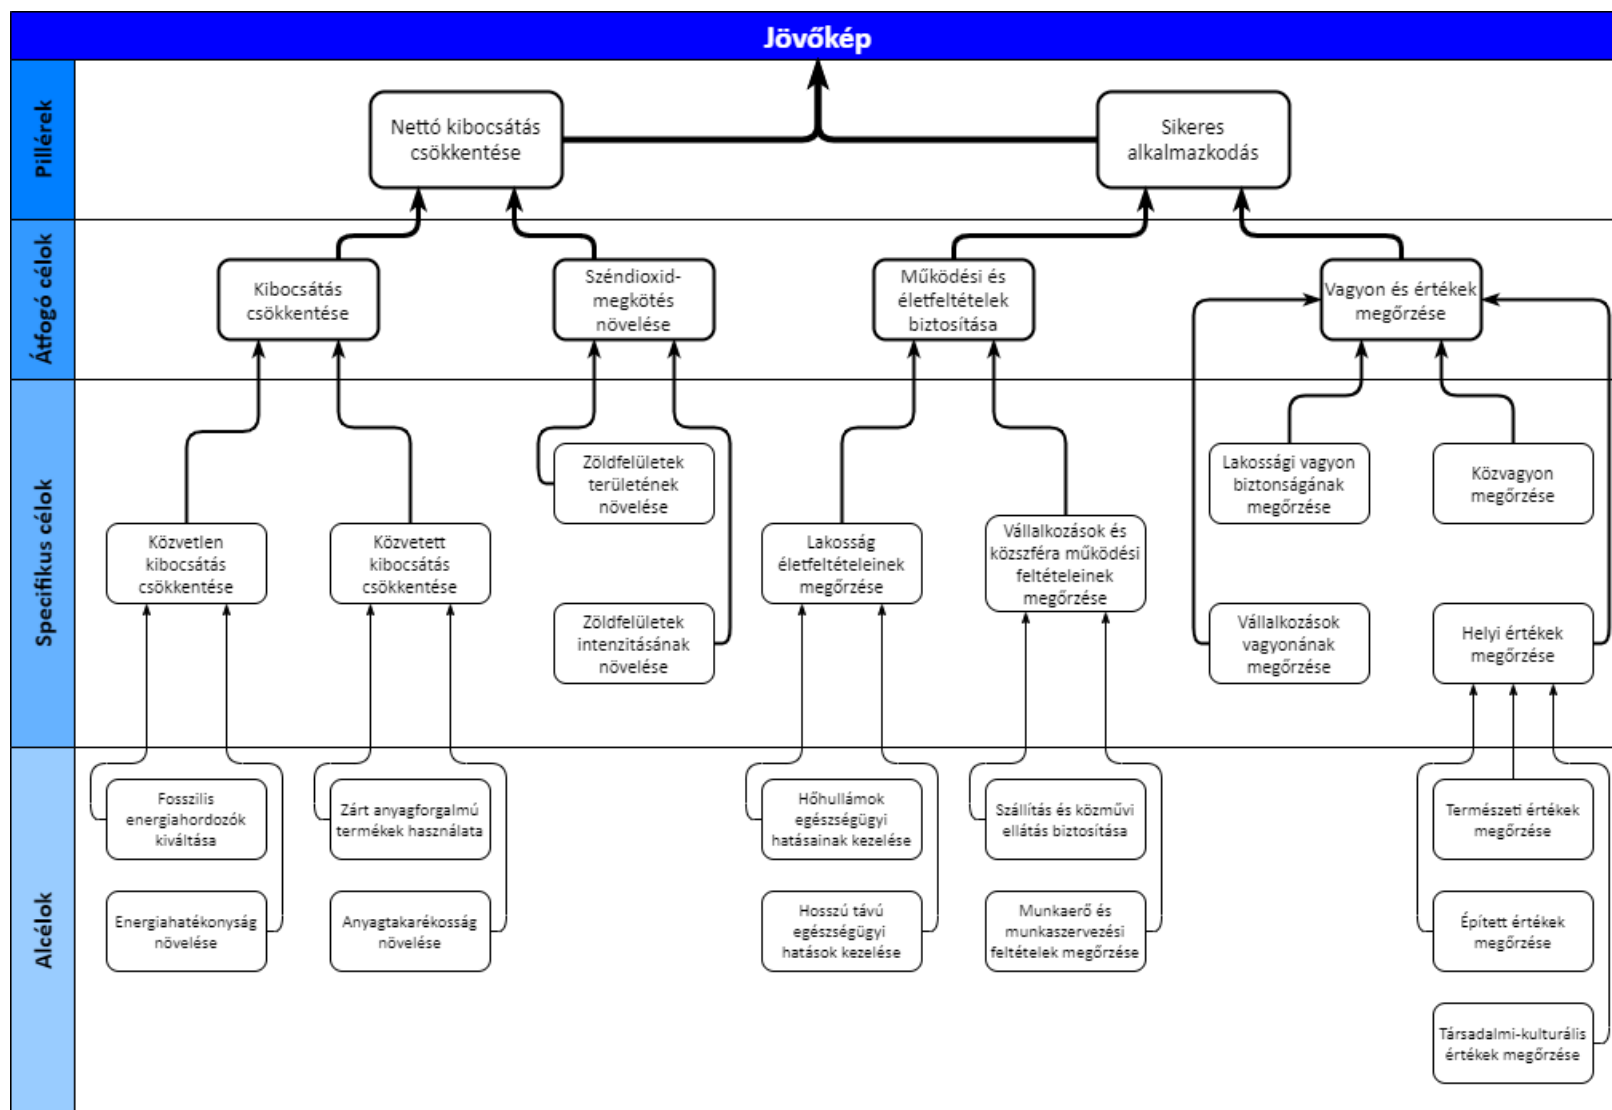 Jövőkép
Pillérek
Nettó kibocsátás
csökkentése
Sikeres
alkalmazkodás
Átfogó célok
Kibocsátás
csökkentése
Széndioxid-
megkötés
növelése
Működési és
életfeltételek
biztosítása
Vagyon és értékek
megőrzése
Specifikus célok
Közvetlen
kibocsátás
csökkentése
Közvetett
kibocsátás
csökkentése
Zöldfelületek
területének
növelése
Zöldfelületek
intenzitásának
növelése
Lakosság
életfeltételeinek
megőrzése
Vállalkozások és
közszféra működési
feltételeinek
megőrzése
Lakossági vagyon
biztonságának
megőrzése
Közvagyon
megőrzése
Vállalkozások
vagyonának
megőrzése
Helyi értékek
megőrzése
Alcélok
Fosszilis
energiahordozók
kiváltása
Zárt anyagforgalmú
termékek használata
Hőhullámok
egészségügyi
hatásainak kezelése
Szállítás és közművi
ellátás biztosítása
Természeti értékek
megőrzése
Energiahatékonyság
növelése
Anyagtakarékosság
növelése
Hosszú távú
egészségügyi
hatások kezelése
Munkaerő és
munkaszervezési
feltételek megőrzése
Épített értékek
megőrzése
Társadalmi-kulturális
értékek megőrzése